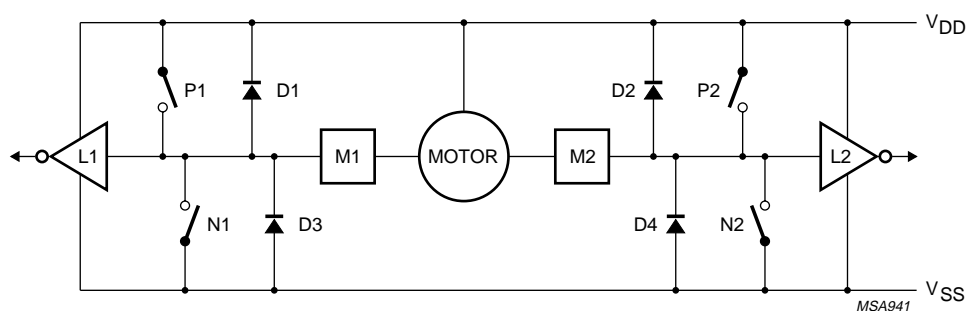 VDD
P1 D1 D2 P2
L1 M1 MOTOR M2 L2
N1 D3 D4 N2
VSS
MSA941